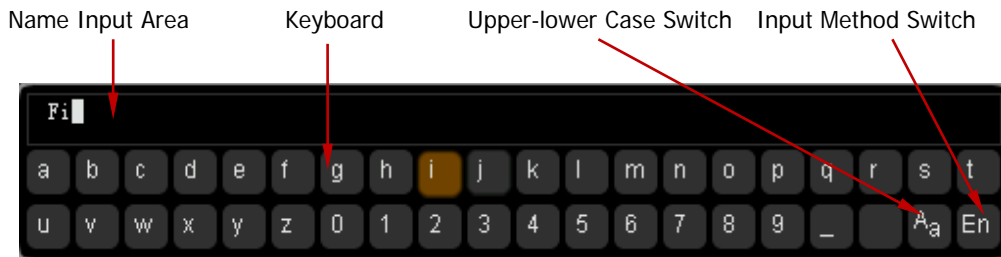 Name Input Area Keyboard Upper-lower Case Switch Input Method Switch
Fi
a b c d e f g h i j k l m n o p q r s t
u v w x y z 0 1 2 3 4 5 6 7 8 9 _ Aa En